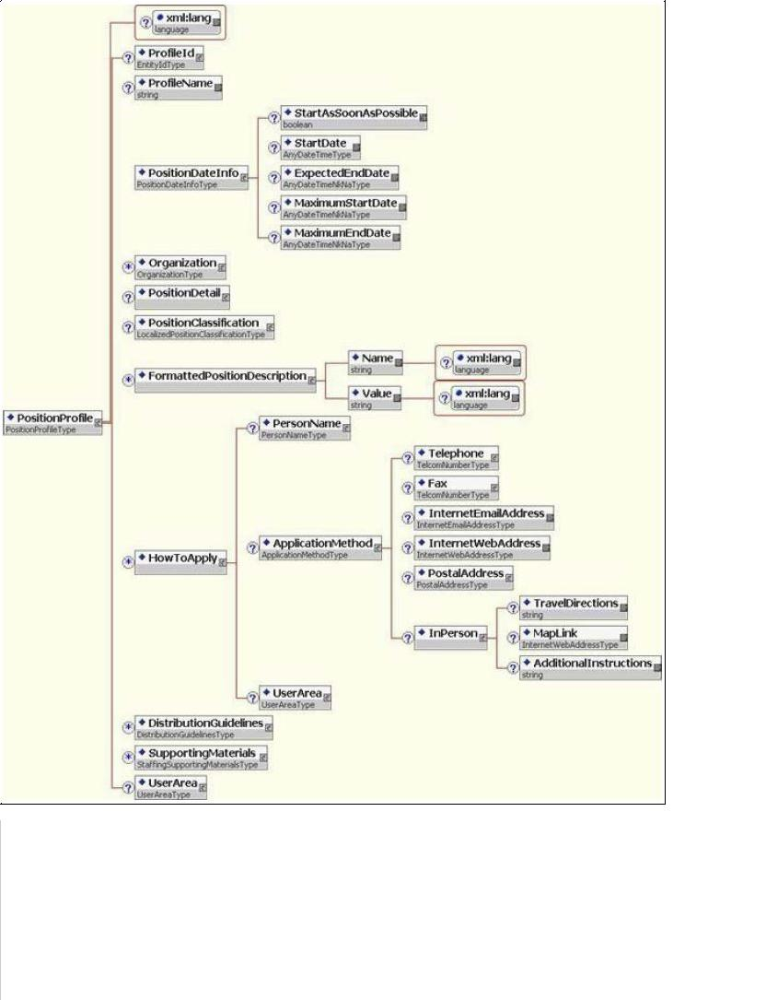 xml:lang
language
ProfileId
EntityIdType
ProfileName
string
StartAsSoonAsPossible
boolean
StartDate
AnyDateTimeType
PositionDateInfo
PositionDateInfoType
ExpectedEndDate
AnyDateTimeNkNaType
MaximumStartDate
AnyDateTimeNkNaType
MaximumEndDate
AnyDateTimeNkNaType
Organization
OrganizationType
PositionDetail
PositionClassification
LocalizedPositionClassificationType
FormattedPositionDescription
Name
string
xml:lang
language
Value
string
xml:lang
language
PositionProfile
PositionProfileType
PersonName
PersonNameType
Telephone
TelcomNumberType
Fax
TelcomNumberType
InternetEmailAddress
InternetEmailAddressType
HowToApply
ApplicationMethod
ApplicationMethodType
InternetWebAddress
InternetWebAddressType
PostalAddress
PostalAddressType
InPerson
TravelDirections
string
MapLink
InternetWebAddressType
AdditionalInstructions
string
UserArea
UserAreaType
DistributionGuidelines
DistributionGuidelinesType
SupportingMaterials
StaffingSupportingMaterialsType
UserArea
UserAreaType